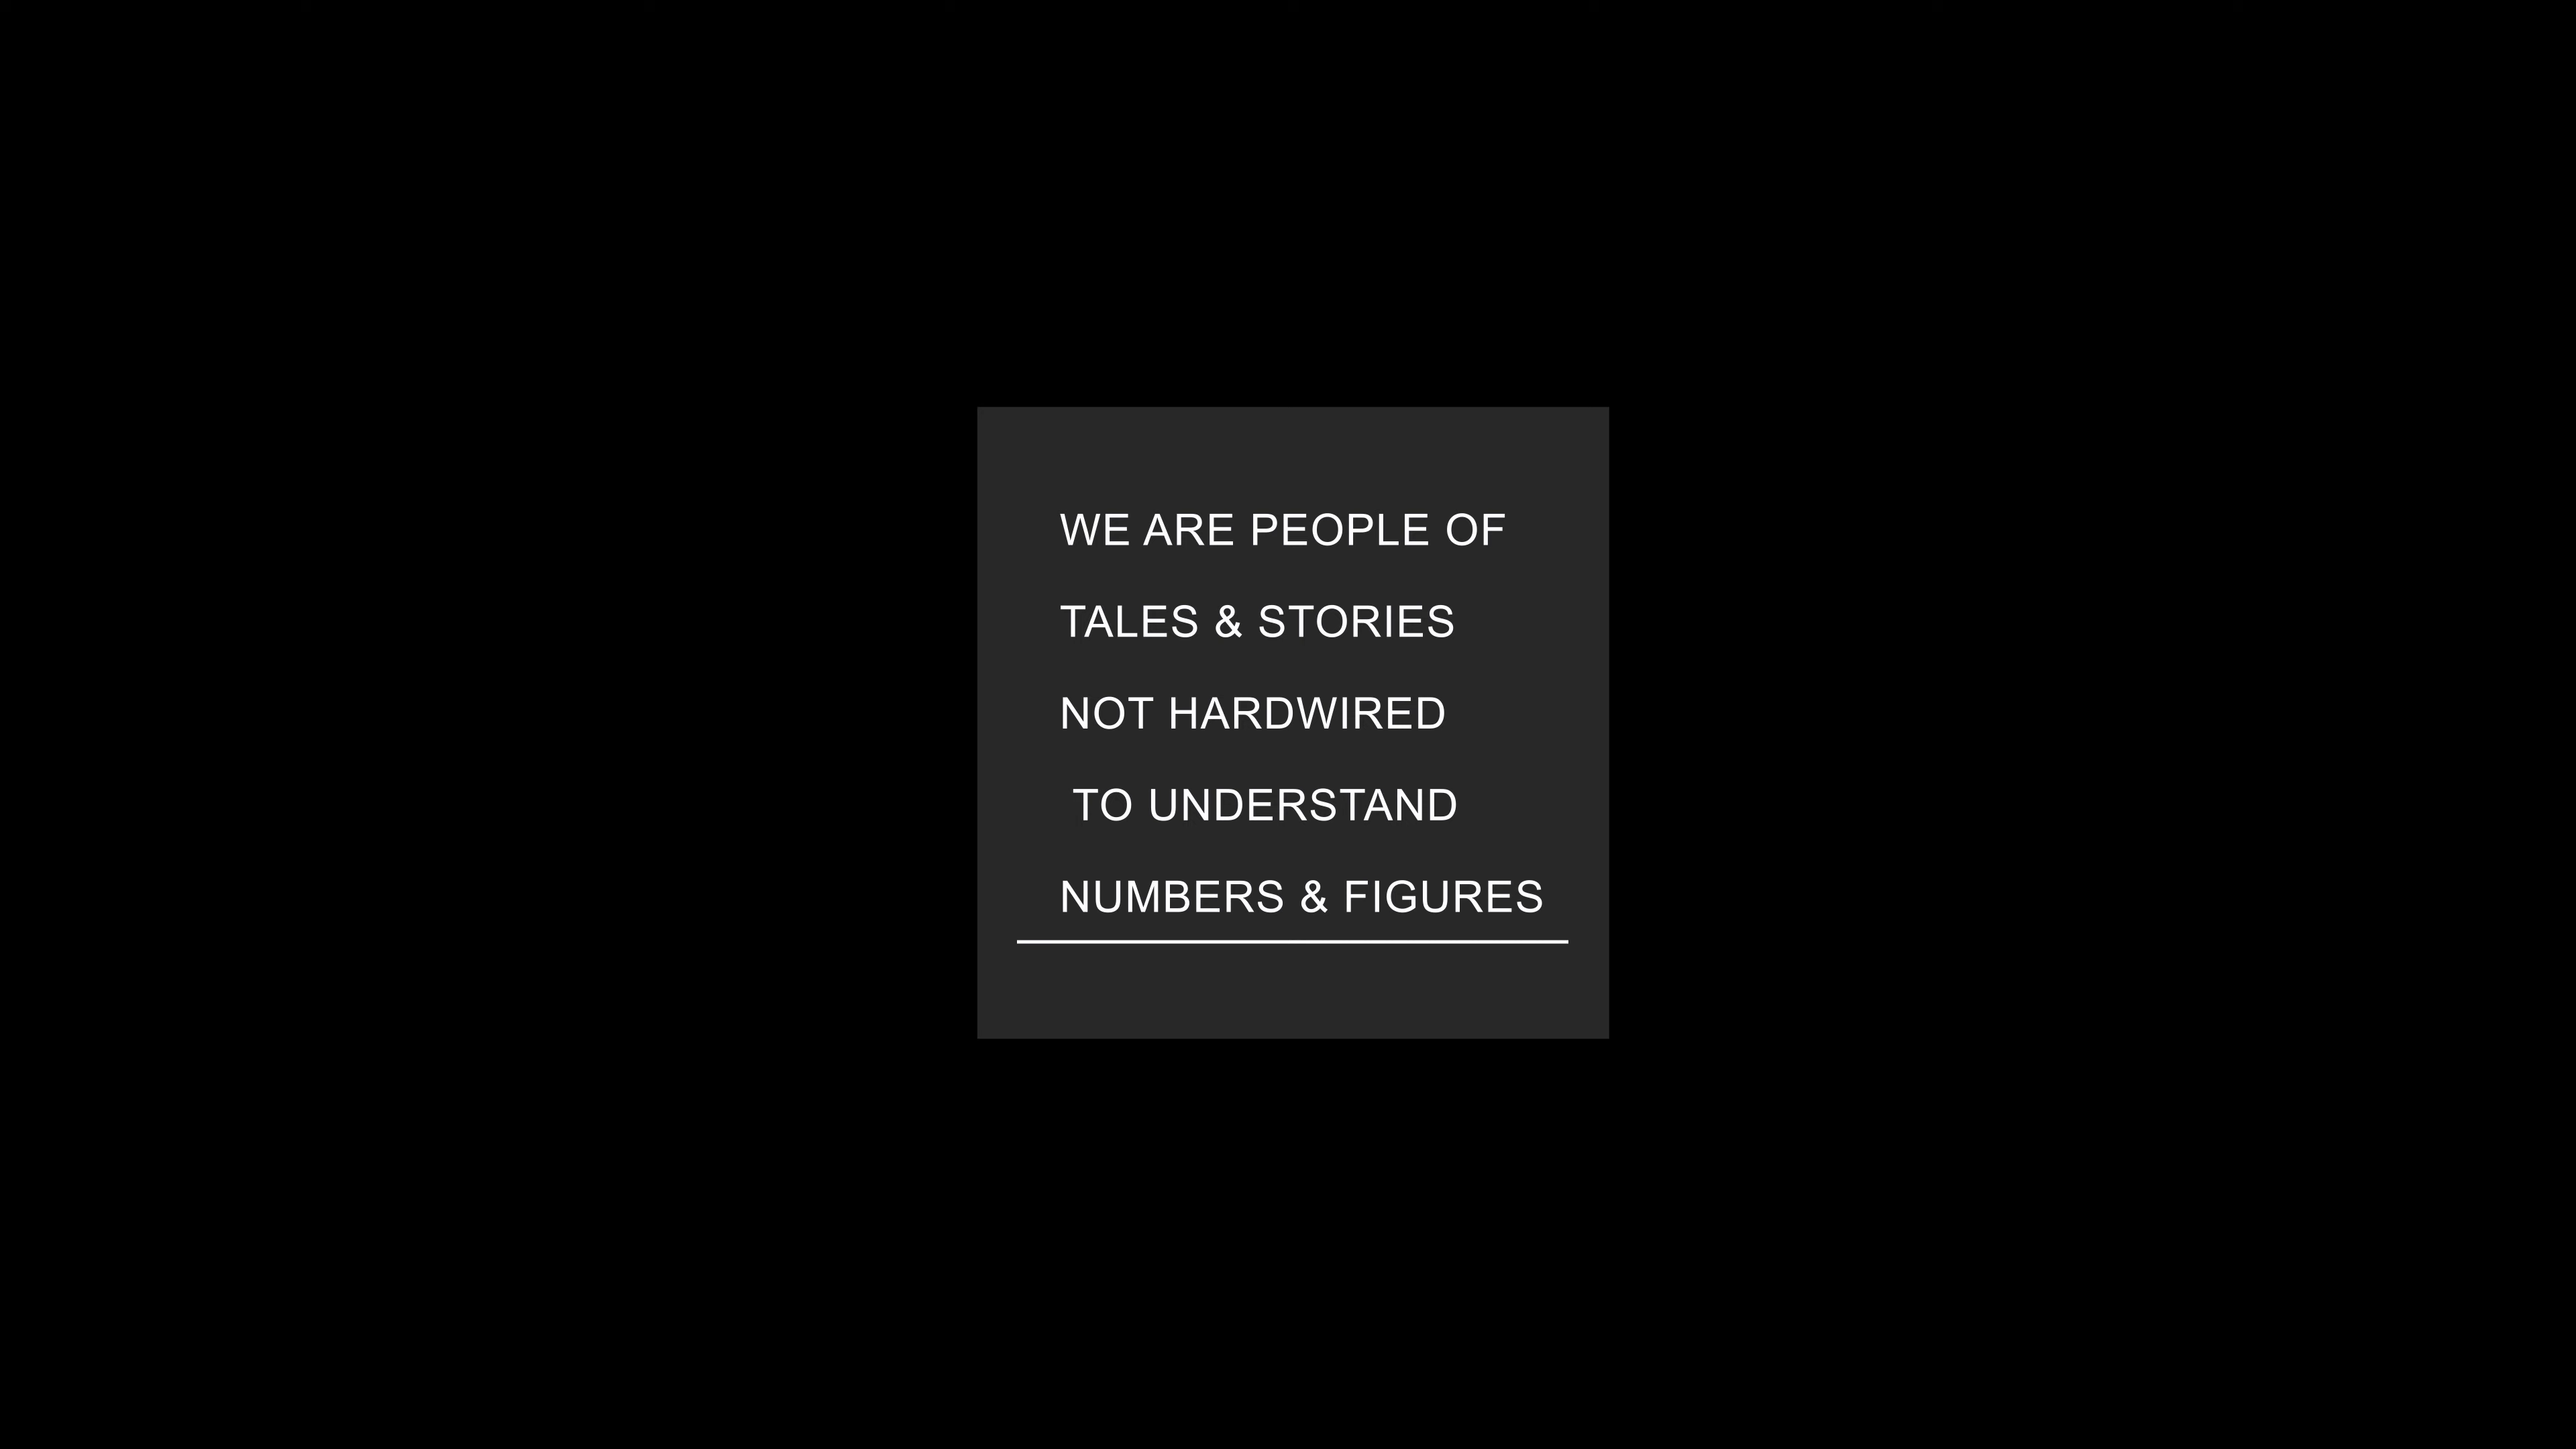 WE ARE PEOPLE OF
TALES & STORIES
NOT HARDWIRED
TO UNDERSTAND
NUMBERS & FIGURES